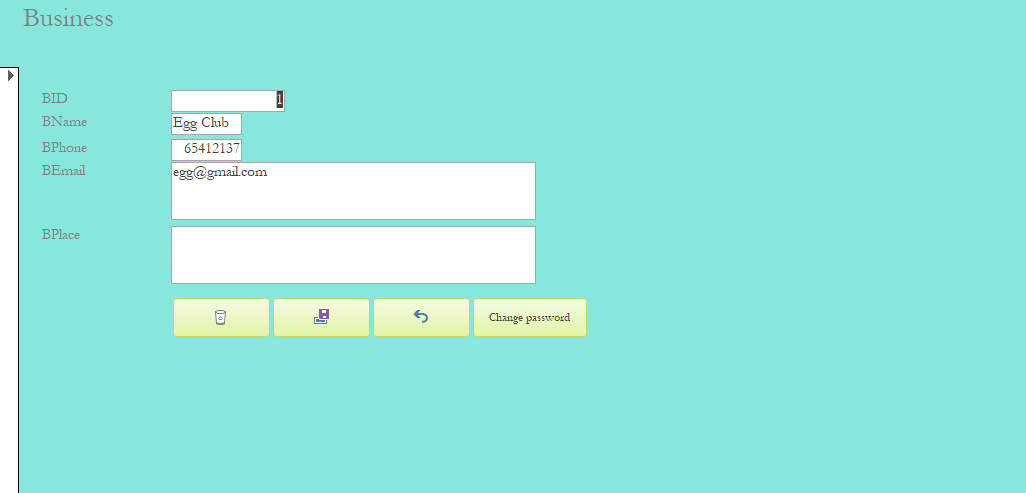 Business
BID 1
BName Egg Club
BPhone 65412137
BEmail egg@gmail.com
BPlace
Change password